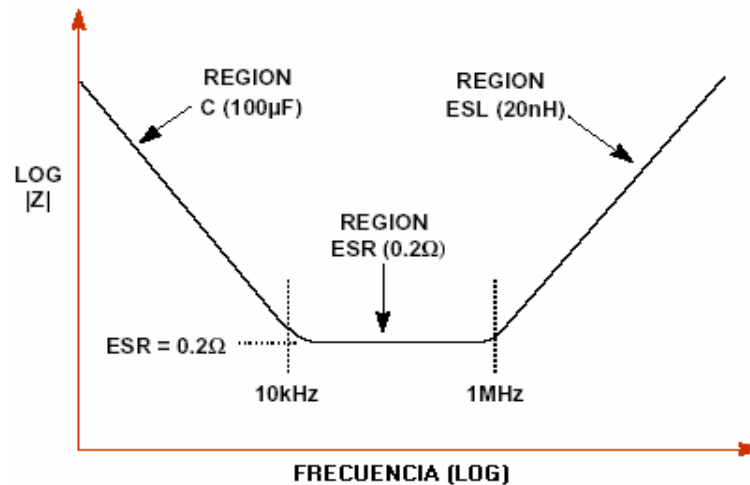 REGION
C (100µF)
REGION
ESL (20nH)
LOG
|Z|
REGION
ESR (0.2Ω)
ESR = 0.2Ω
10kHz
1MHz
FRECUENCIA (LOG)